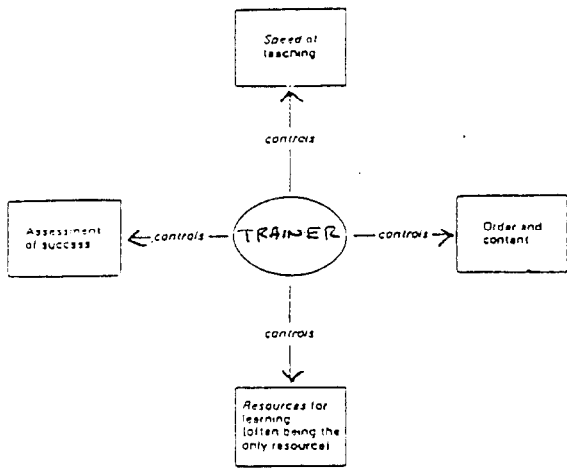 Speed of
teaching
controls
Assessment
of success
controls
TRAINER
controls
Order and
content
controls
Resources for
learning
(often being the
only resource)